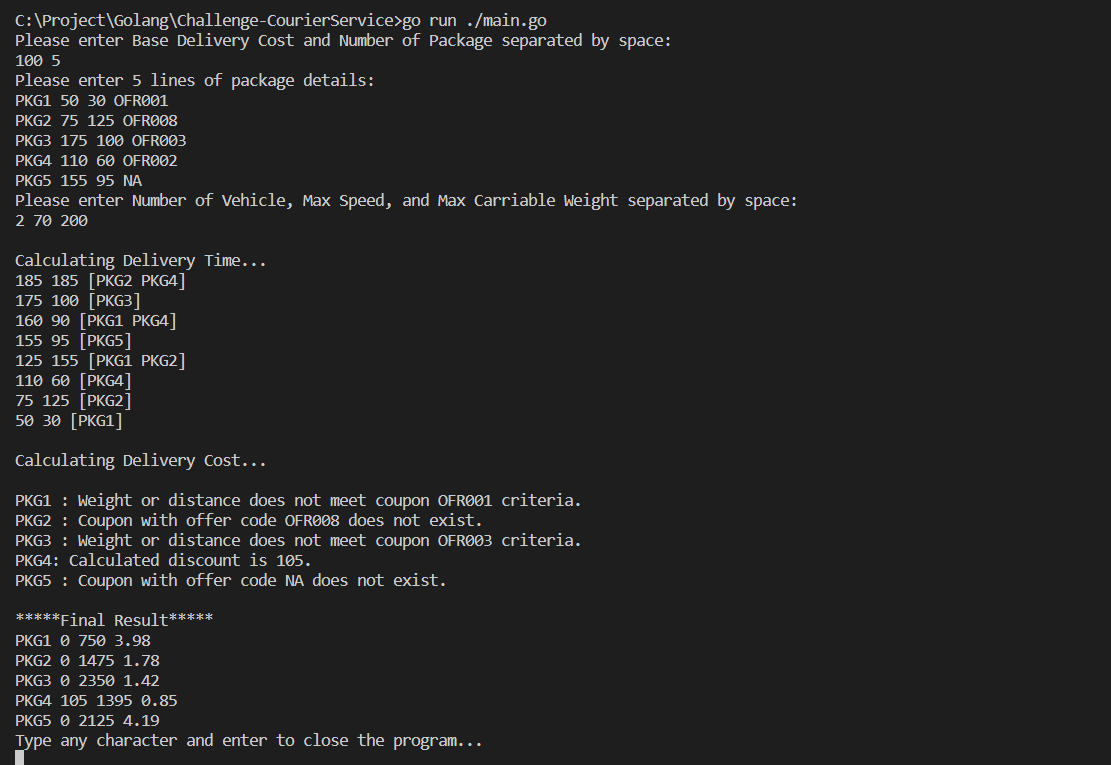 C:\Project\Golang\Challenge-CourierService>go run ./main.go
Please enter Base Delivery Cost and Number of Package separated by space:
100 5
Please enter 5 lines of package details:
PKG1 50 30 OFR001
PKG2 75 125 OFR008
PKG3 175 100 OFR003
PKG4 110 60 OFR002
PKG5 155 95 NA
Please enter Number of Vehicle, Max Speed, and Max Carriable Weight separated by space:
2 70 200
Calculating Delivery Time...
185 185 [PKG2 PKG4]
175 100 [PKG3]
160 90 [PKG1 PKG4]
155 95 [PKG5]
125 155 [PKG1 PKG2]
110 60 [PKG4]
75 125 [PKG2]
50 30 [PKG1]
Calculating Delivery Cost...
PKG1 : Weight or distance does not meet coupon OFR001 criteria.
PKG2 : Coupon with offer code OFR008 does not exist.
PKG3 : Weight or distance does not meet coupon OFR003 criteria.
PKG4: Calculated discount is 105.
PKG5 : Coupon with offer code NA does not exist.
*****Final Result*****
PKG1 0 750 3.98
PKG2 0 1475 1.78
PKG3 0 2350 1.42
PKG4 105 1395 0.85
PKG5 0 2125 4.19
Type any character and enter to close the program...